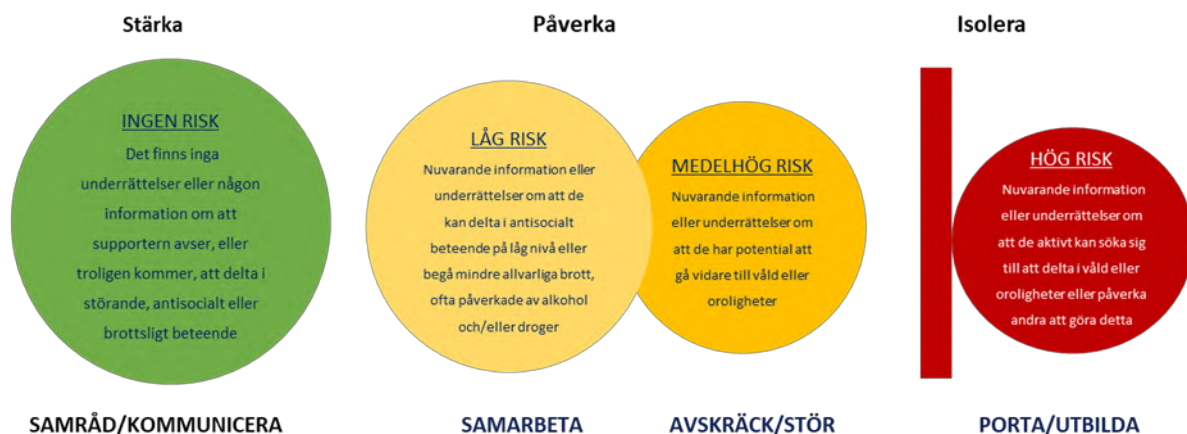 Stärka
Påverka
Isolera
INGEN RISK
Det finns inga
underrättelser eller någon
information om att
supportern avser, eller
troligen kommer, att delta i
störande, antisocialt eller
brottsligt beteende
LÅG RISK
Nuvarande information eller
underrättelser om att de
kan delta i antisocialt
beteende på låg nivå eller
begå mindre allvarliga brott,
ofta påverkade av alkohol
och/eller droger
MEDELHÖG RISK
Nuvarande information
eller underrättelser om
att de har potential att
gå vidare till våld eller
oroligheter
HÖG RISK
Nuvarande information
eller underrättelser om
att de aktivt kan söka sig
till att delta i våld eller
oroligheter eller påverka
andra att göra detta
SAMRÅD/KOMMUNICERA
SAMARBETA
AVSKRÄCK/STÖR
PORTA/UTBILDA